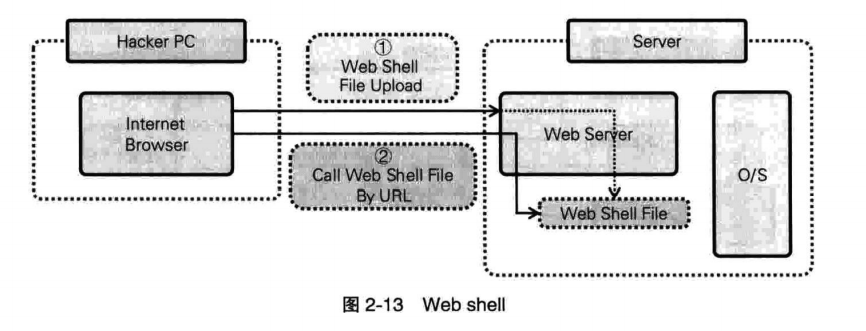 Hacker PC
Server
①
Web Shell
File Upload
Internet
Browser
Web Server
O/S
②
Call Web Shell File
By URL
Web Shell File
图 2-13 Web shell